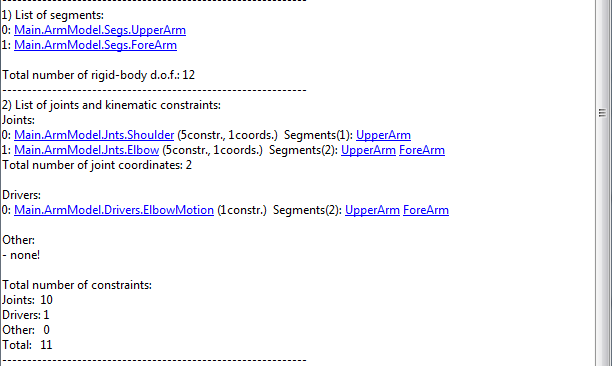 ------------------------------------------------------------
1) List of segments:
0: Main.ArmModel.Segs.UpperArm
1: Main.ArmModel.Segs.ForeArm
Total number of rigid-body d.o.f.: 12
------------------------------------------------------------
2) List of joints and kinematic constraints:
Joints:
0: Main.ArmModel.Jnts.Shoulder (5constr., 1coords.) Segments(1): UpperArm
1: Main.ArmModel.Jnts.Elbow (5constr., 1coords.) Segments(2): UpperArm ForeArm
Total number of joint coordinates: 2
Drivers:
0: Main.ArmModel.Drivers.ElbowMotion (1constr.) Segments(2): UpperArm ForeArm
Other:
- none!
Total number of constraints:
Joints: 10
Drivers: 1
Other: 0
Total: 11
------------------------------------------------------------